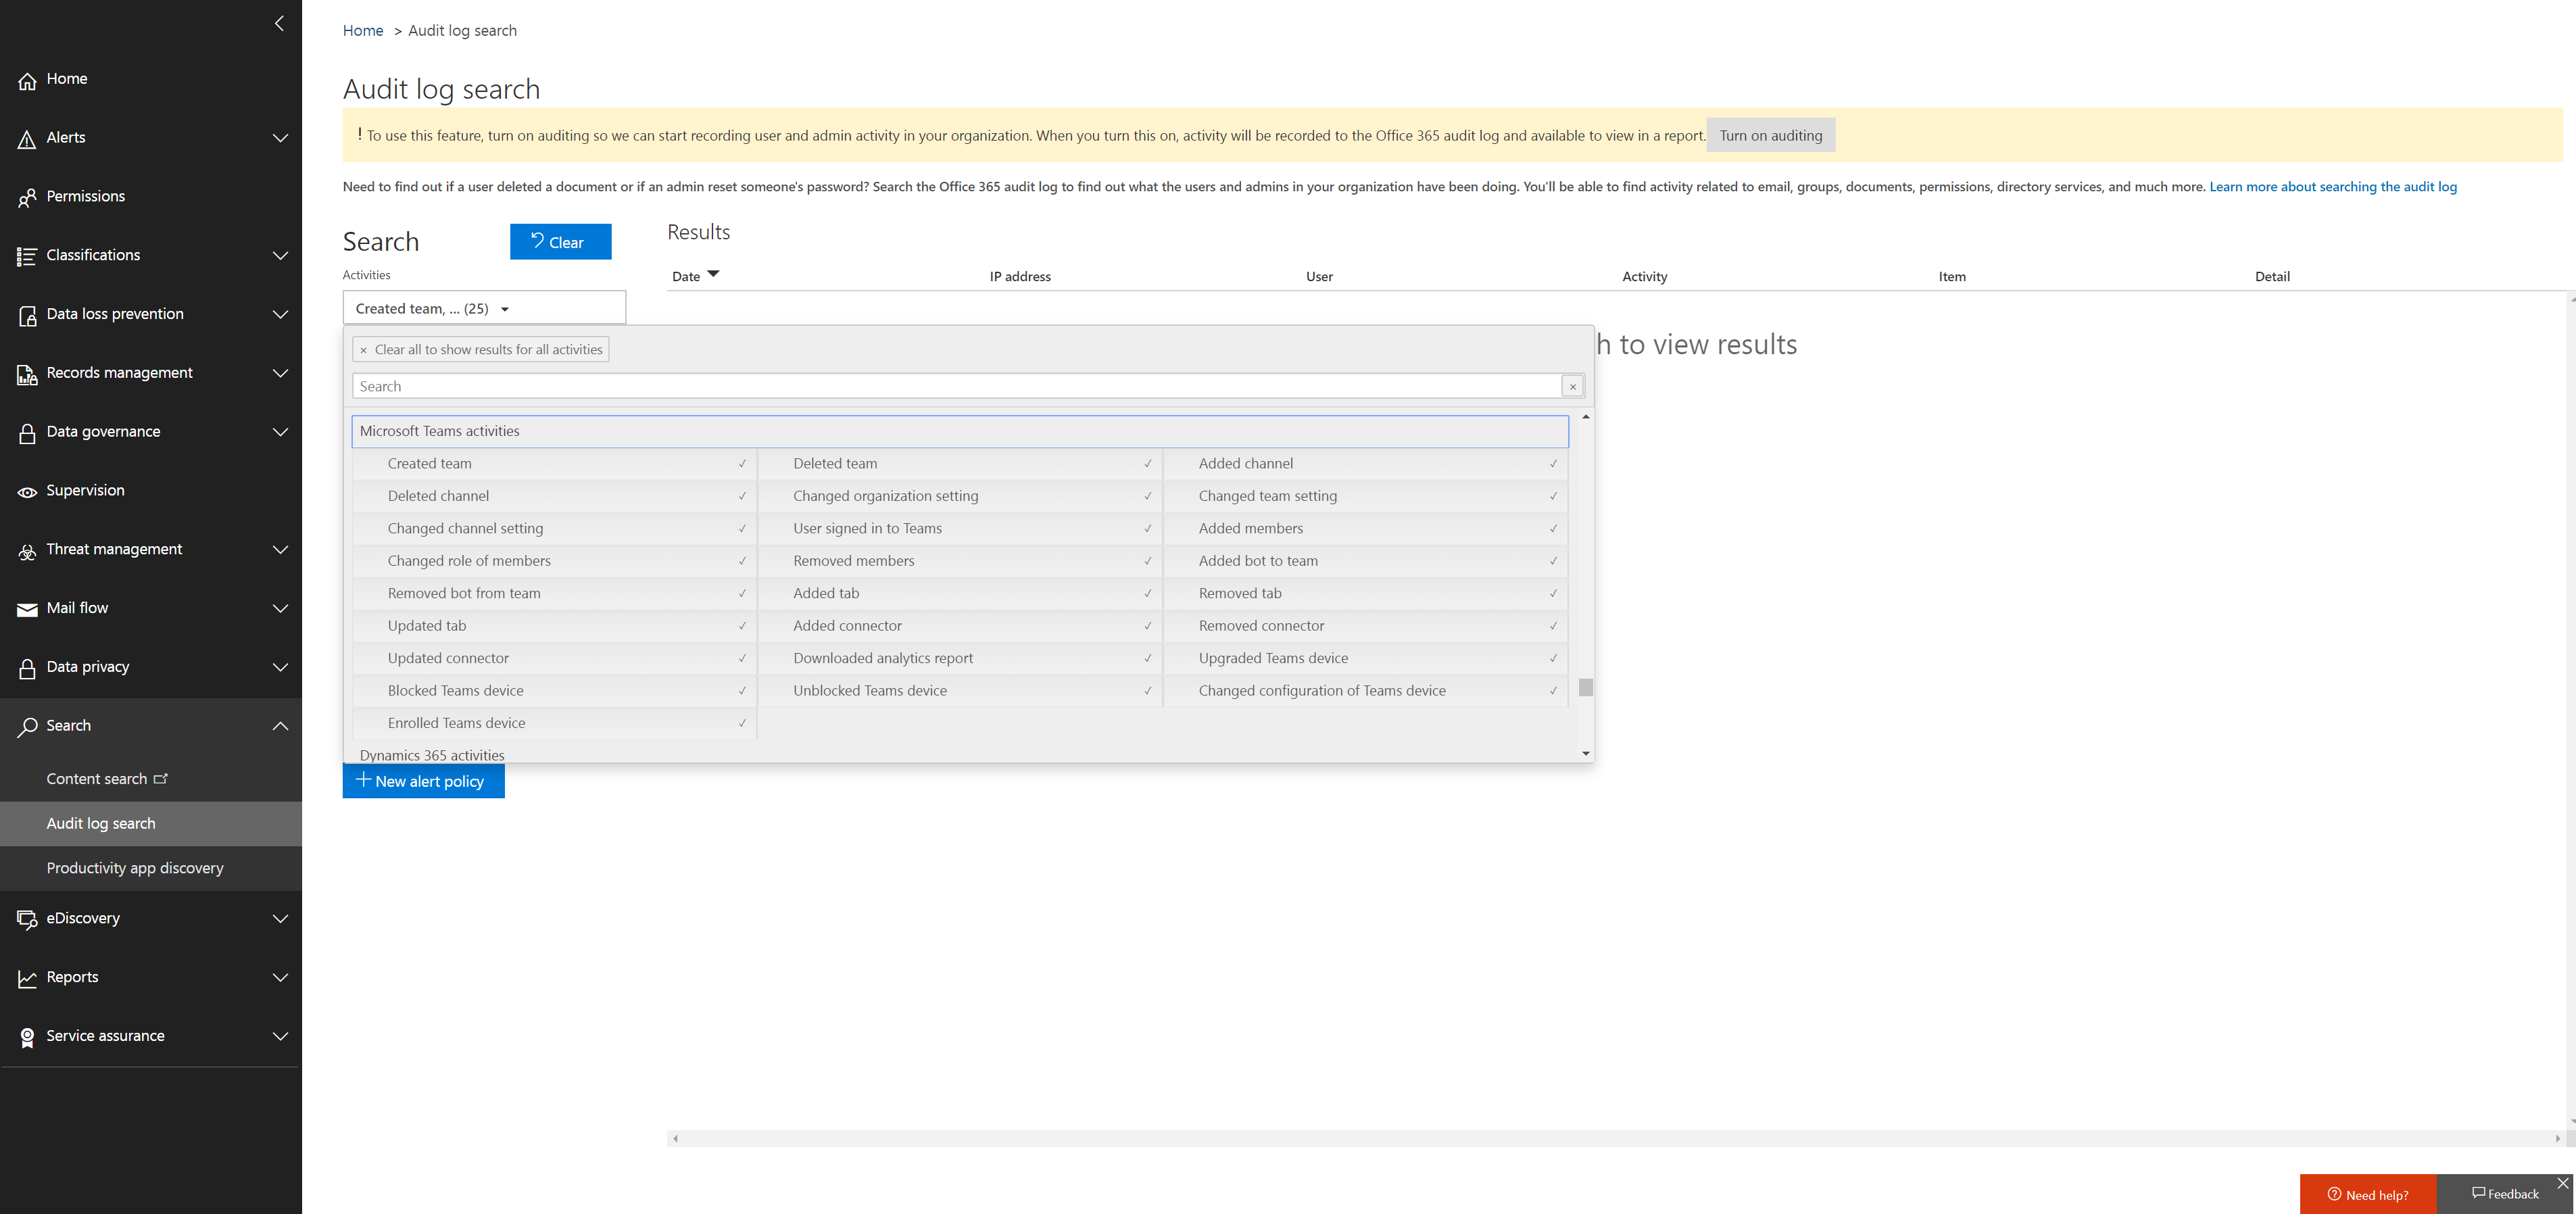 Home
Alerts
Permissions
Classifications
Data loss prevention
Records management
Data governance
Supervision
Threat management
Mail flow
Data privacy
Search
Content search
Audit log search
Productivity app discovery
eDiscovery
Reports
Service assurance
Home > Audit log search
Audit log search
! To use this feature, turn on auditing so we can start recording user and admin activity in your organization. When you turn this on, activity will be recorded to the Office 365 audit log and available to view in a report. Turn on auditing
Need to find out if a user deleted a document or if an admin reset someone's password? Search the Office 365 audit log to find out what the users and admins in your organization have been doing. You'll be able to find activity related to email, groups, documents, permissions, directory services, and much more. Learn more about searching the audit log
Search Clear
Activities
Created team, ... (25)
× Clear all to show results for all activities
Search ×
Microsoft Teams activities
Created team ✓ Deleted team ✓ Added channel ✓
Deleted channel ✓ Changed organization setting ✓ Changed team setting ✓
Changed channel setting ✓ User signed in to Teams ✓ Added members ✓
Changed role of members ✓ Removed members ✓ Added bot to team ✓
Removed bot from team ✓ Added tab ✓ Removed tab ✓
Updated tab ✓ Added connector ✓ Removed connector ✓
Updated connector ✓ Downloaded analytics report ✓ Upgraded Teams device ✓
Blocked Teams device ✓ Unblocked Teams device ✓ Changed configuration of Teams device ✓
Enrolled Teams device ✓
Dynamics 365 activities
+ New alert policy
Results
Date IP address User Activity Item Detail
h to view results
Need help? Feedback